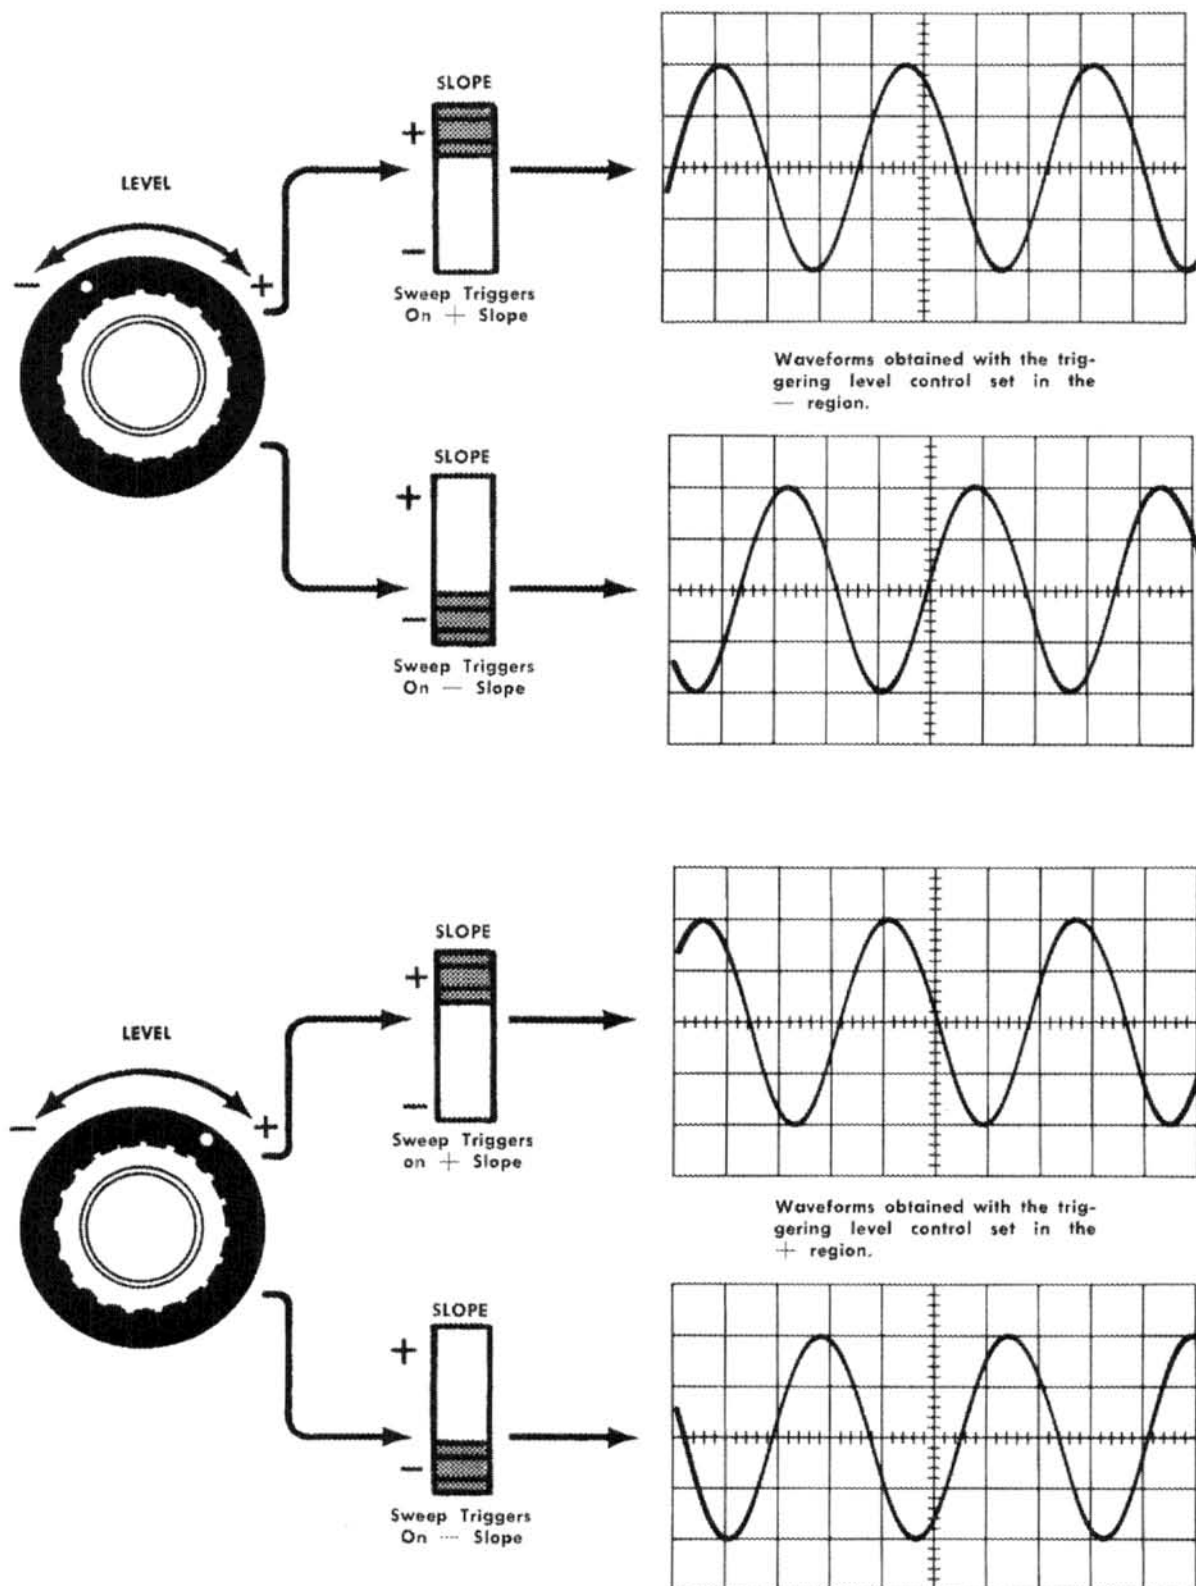 SLOPE
+
LEVEL
−
− +
Sweep Triggers
On + Slope
Waveforms obtained with the trig-
gering level control set in the
— region.
SLOPE
+
−
Sweep Triggers
On — Slope
SLOPE
+
LEVEL
− +
−
Sweep Triggers
on + Slope
Waveforms obtained with the trig-
gering level control set in the
+ region.
SLOPE
+
−
Sweep Triggers
On — Slope